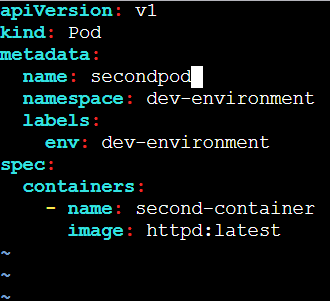 apiVersion: v1
kind: Pod
metadata:
  name: secondpod
  namespace: dev-environment
  labels:
    env: dev-environment
spec:
  containers:
    - name: second-container
      image: httpd:latest
~
~
~